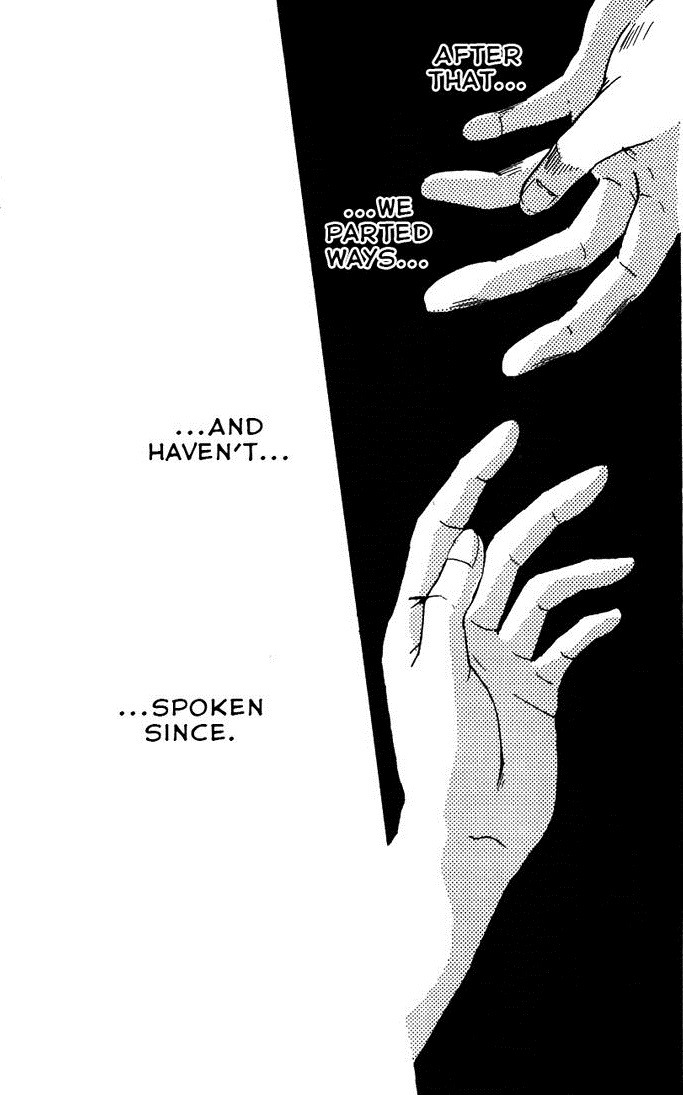 AFTER
THAT...
...WE
PARTED
WAYS...
...AND
HAVEN'T...
...SPOKEN
SINCE.